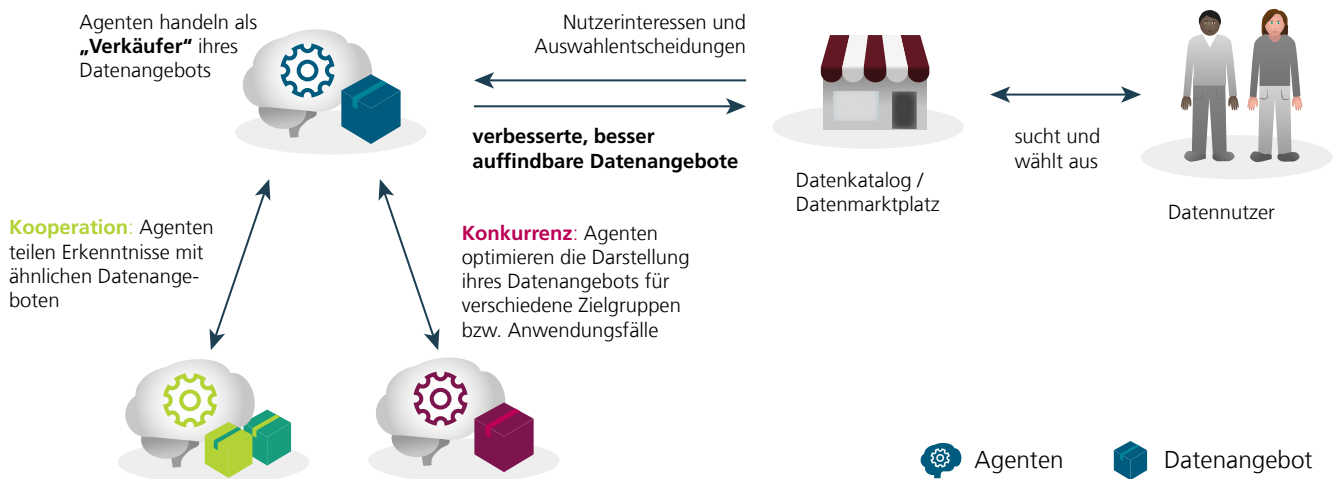 Agenten handeln als
„Verkäufer“ ihres
Datenangebots
Nutzerinteressen und
Auswahlentscheidungen
verbesserte, besser
auffindbare Datenangebote
Datenkatalog /
Datenmarktplatz
sucht und
wählt aus
Datennutzer
Kooperation: Agenten
teilen Erkenntnisse mit
ähnlichen Datenange-
boten
Konkurrenz: Agenten
optimieren die Darstellung
ihres Datenangebots für
verschiedene Zielgruppen
bzw. Anwendungsfälle
Agenten
Datenangebot